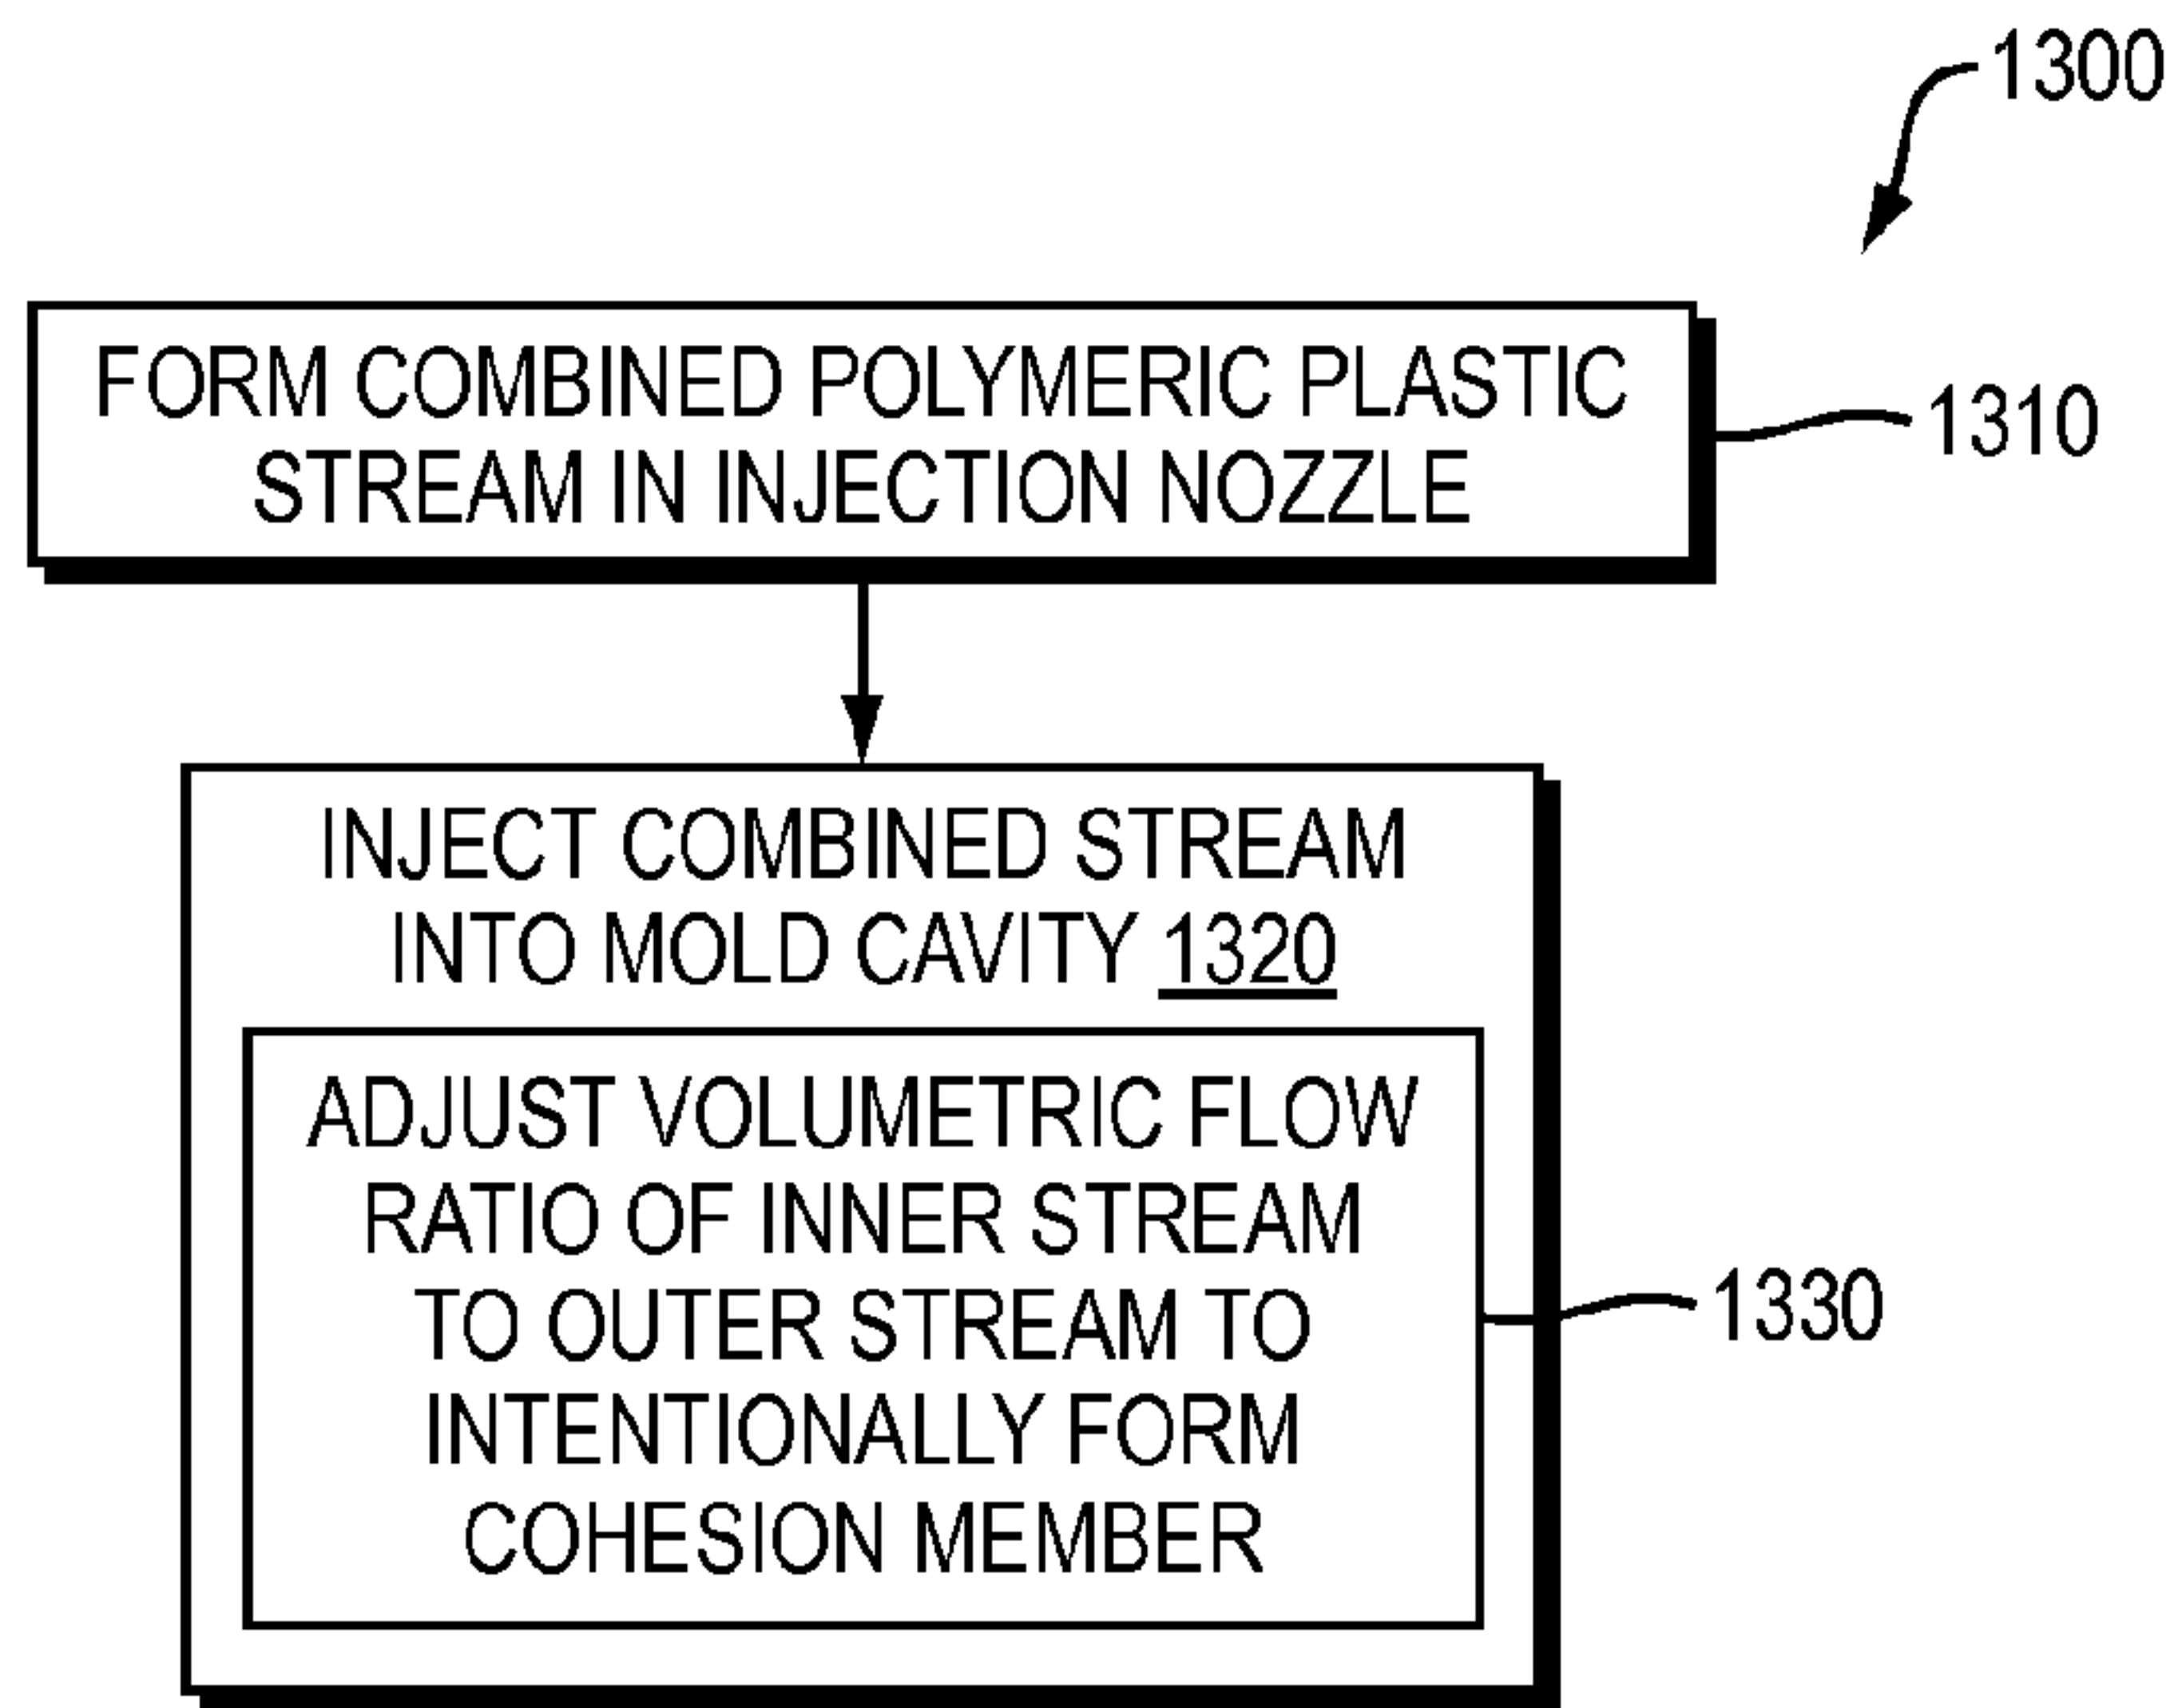 1300
FORM COMBINED POLYMERIC PLASTIC
STREAM IN INJECTION NOZZLE
1310
INJECT COMBINED STREAM
INTO MOLD CAVITY 1320
ADJUST VOLUMETRIC FLOW
RATIO OF INNER STREAM
TO OUTER STREAM TO
INTENTIONALLY FORM
COHESION MEMBER
1330